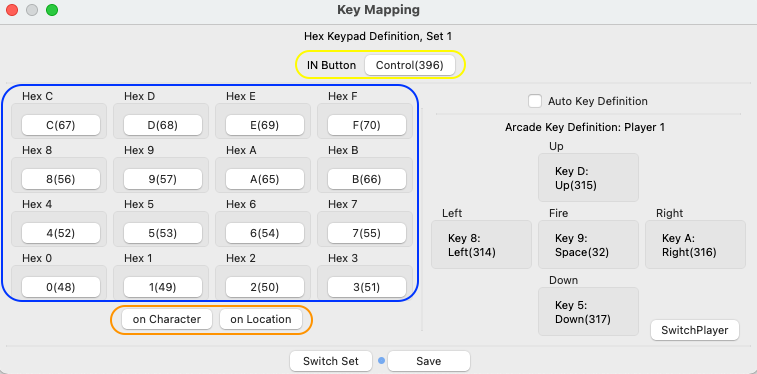 Key Mapping
Hex Keypad Definition, Set 1
IN Button Control(396)
Hex C Hex D Hex E Hex F
C(67) D(68) E(69) F(70)
Hex 8 Hex 9 Hex A Hex B
8(56) 9(57) A(65) B(66)
Hex 4 Hex 5 Hex 6 Hex 7
4(52) 5(53) 6(54) 7(55)
Hex 0 Hex 1 Hex 2 Hex 3
0(48) 1(49) 2(50) 3(51)
on Character on Location
Auto Key Definition
Arcade Key Definition: Player 1
Up
Key D:
Up(315)
Left Fire Right
Key 8: Key 9: Key A:
Left(314) Space(32) Right(316)
Down
Key 5:
Down(317)
SwitchPlayer
Switch Set Save